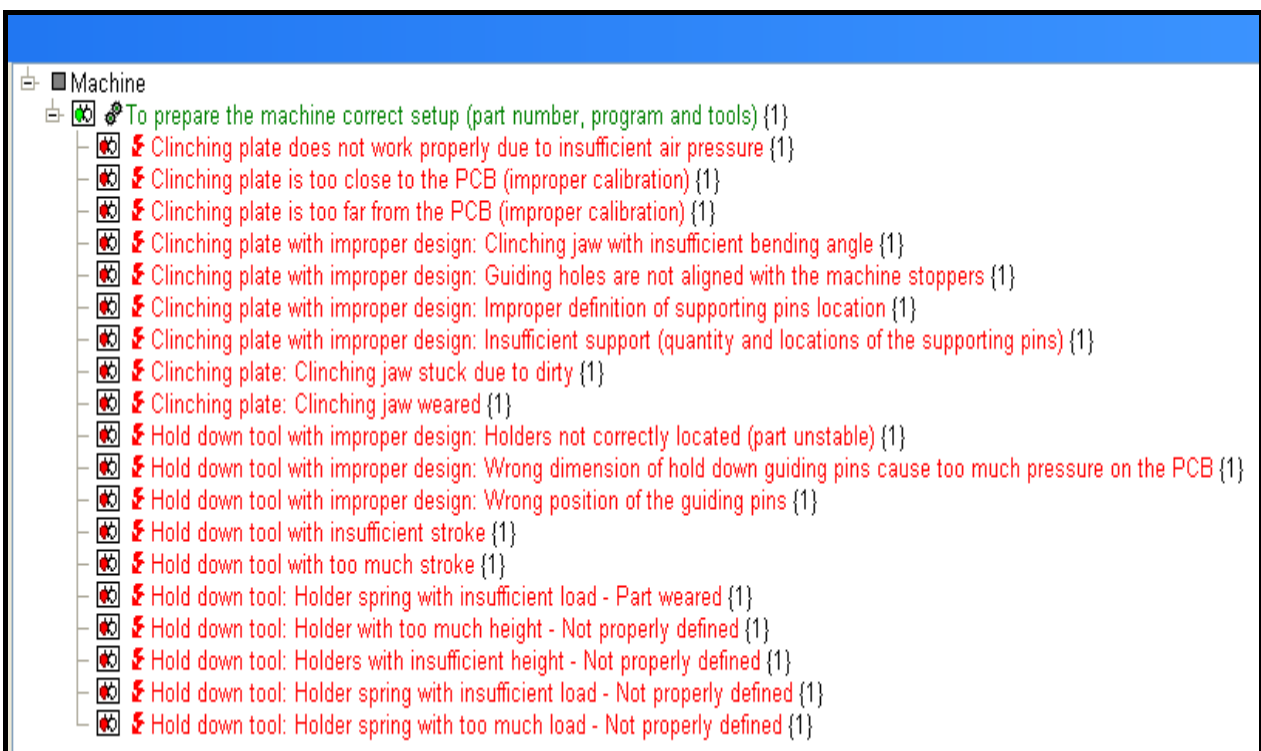 Machine
To prepare the machine correct setup (part number, program and tools) {1}
Clinching plate does not work properly due to insufficient air pressure {1}
Clinching plate is too close to the PCB (improper calibration) {1}
Clinching plate is too far from the PCB (improper calibration) {1}
Clinching plate with improper design: Clinching jaw with insufficient bending angle {1}
Clinching plate with improper design: Guiding holes are not aligned with the machine stoppers {1}
Clinching plate with improper design: Improper definition of supporting pins location {1}
Clinching plate with improper design: Insufficient support (quantity and locations of the supporting pins) {1}
Clinching plate: Clinching jaw stuck due to dirty {1}
Clinching plate: Clinching jaw weared {1}
Hold down tool with improper design: Holders not correctly located (part unstable) {1}
Hold down tool with improper design: Wrong dimension of hold down guiding pins cause too much pressure on the PCB {1}
Hold down tool with improper design: Wrong position of the guiding pins {1}
Hold down tool with insufficient stroke {1}
Hold down tool with too much stroke {1}
Hold down tool: Holder spring with insufficient load - Part weared {1}
Hold down tool: Holder with too much height - Not properly defined {1}
Hold down tool: Holders with insufficient height - Not properly defined {1}
Hold down tool: Holder spring with insufficient load - Not properly defined {1}
Hold down tool: Holder spring with too much load - Not properly defined {1}